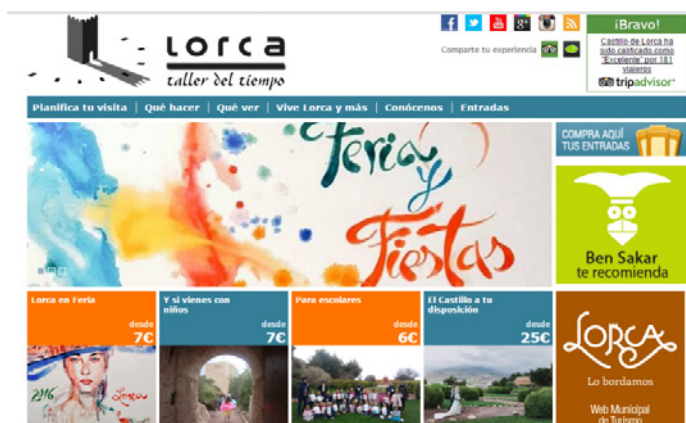 Lorca
taller del tiempo
Comparte tu experiencia
¡Bravo!
Castillo de Lorca ha
sido calificado como
"Excelente" por 181
viajeros
tripadvisor
Planifica tu visita | Qué hacer | Qué ver | Vive Lorca y más | Conócenos | Entradas
Feria
y
Fiestas
COMPRA AQUÍ
TUS ENTRADAS
Ben Sakar
te recomienda
Lorca en Feria
desde
7€
Y si vienes con
niños
desde
7€
Para escolares
desde
6€
El Castillo a tu
disposición
desde
25€
2016
Lorca
LORCA
Lo bordamos
Web Municipal
de Turismo